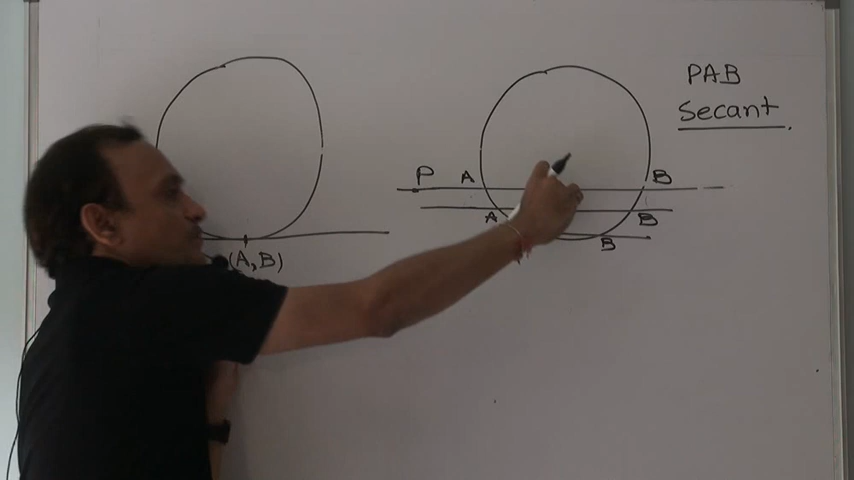 PAB
Secant.
P A B
A B
B
(A,B)